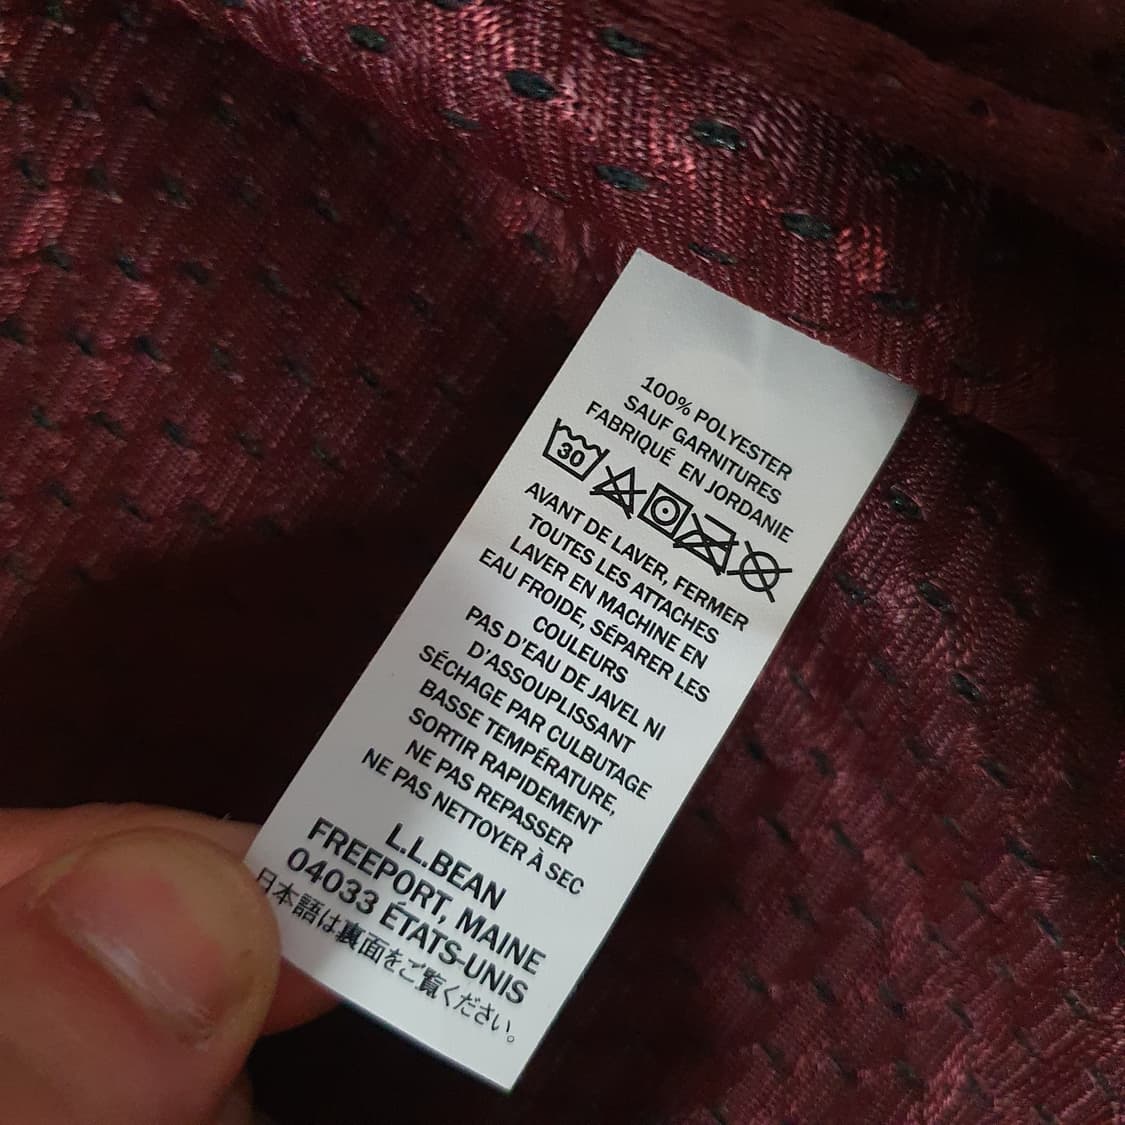 100% POLYESTER
SAUF GARNITURES
FABRIQUÉ EN JORDANIE
30
AVANT DE LAVER, FERMER
TOUTES LES ATTACHES
LAVER EN MACHINE EN
EAU FROIDE, SÉPARER LES
COULEURS
PAS D'EAU DE JAVEL NI
D'ASSOUPLISSANT
SÉCHAGE PAR CULBUTAGE
BASSE TEMPÉRATURE,
SORTIR RAPIDEMENT
NE PAS REPASSER
NE PAS NETTOYER À SEC
L.L.BEAN
FREEPORT, MAINE
04033 ÉTATS-UNIS
日本語は裏面をご覧ください。